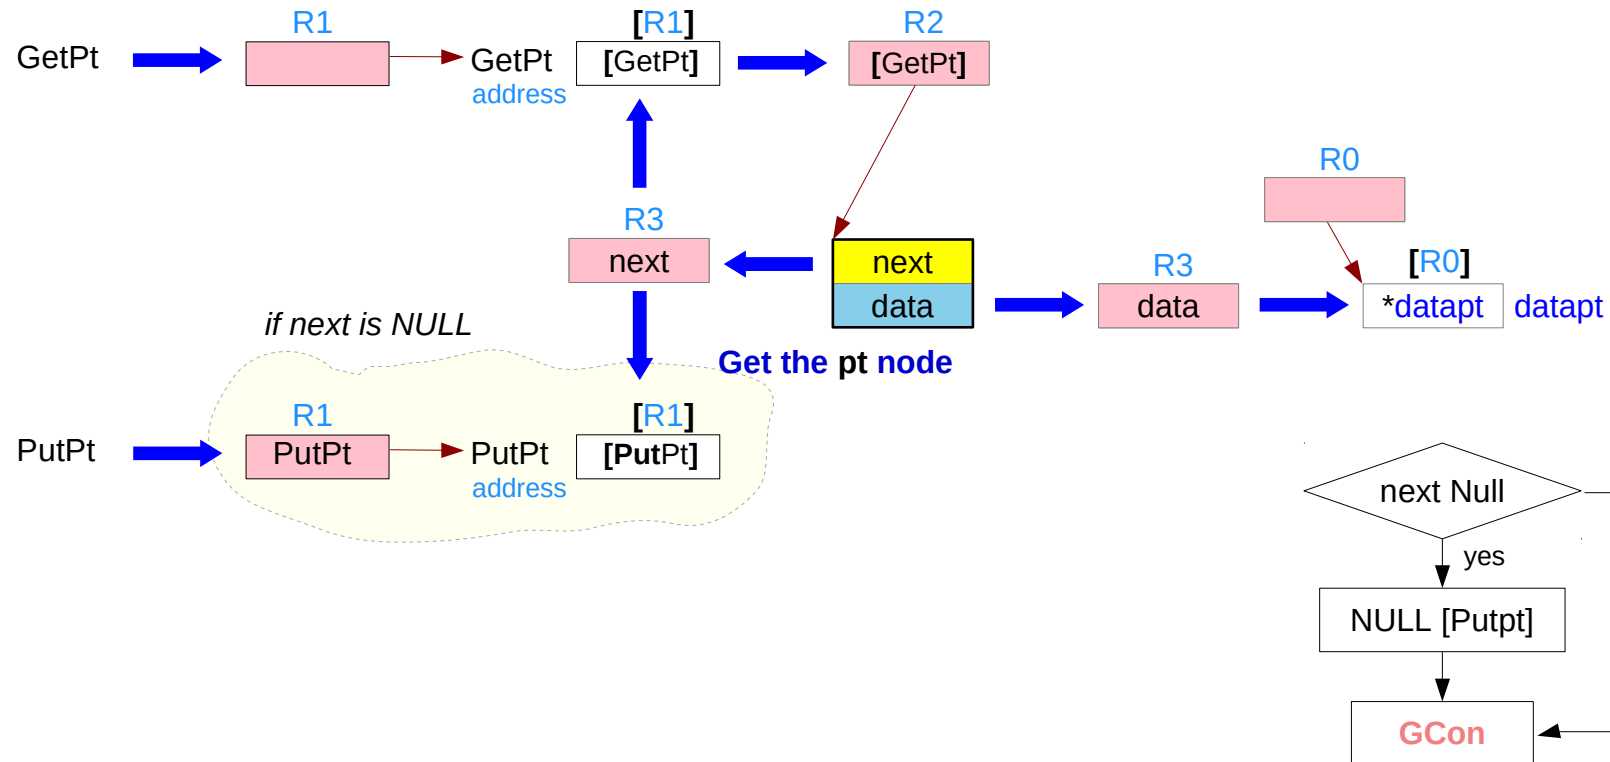 R1
[R1]
R2
GetPt
GetPt
[GetPt]
[GetPt]
address
R0
R3
next
next
data
R3
data
[R0]
*datapt
datapt
if next is NULL
Get the pt node
R1
[R1]
PutPt
PutPt
PutPt
[PutPt]
address
next Null
yes
NULL [Putpt]
GCon